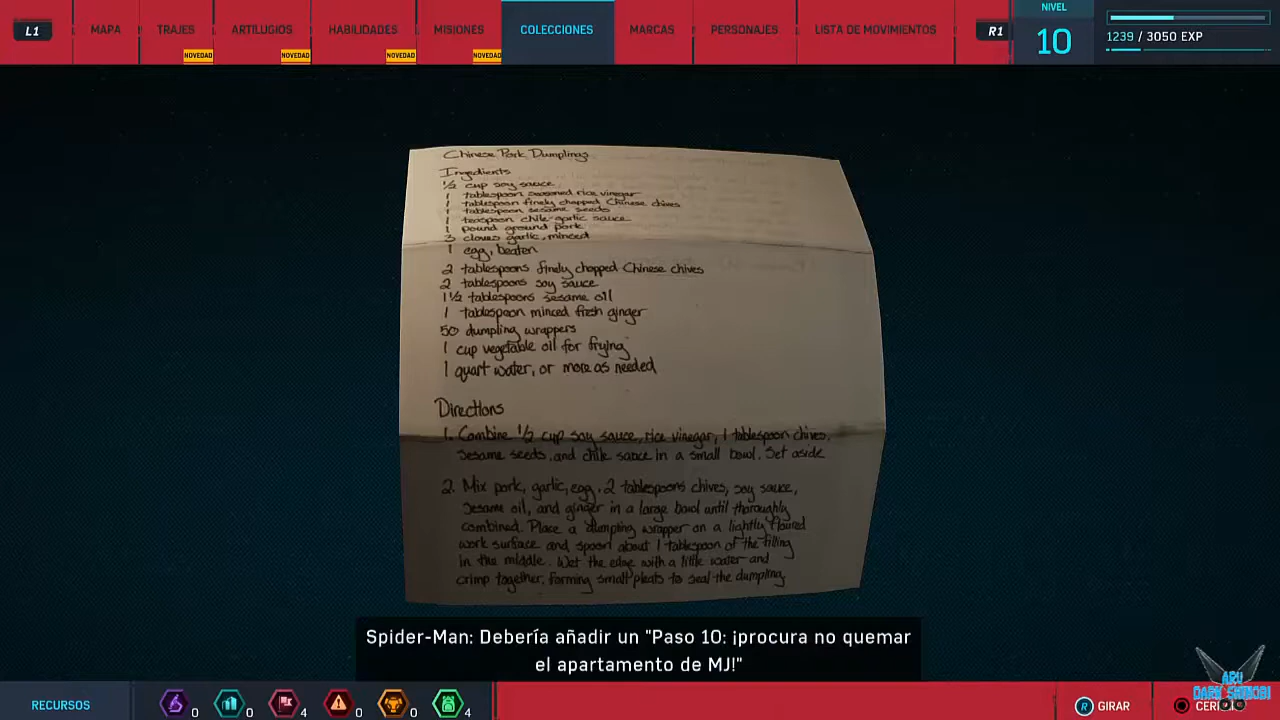 L1
MAPA
TRAJES
NOVEDAD
ARTILUGIOS
NOVEDAD
HABILIDADES
NOVEDAD
MISIONES
NOVEDAD
COLECCIONES
MARCAS
PERSONAJES
LISTA DE MOVIMIENTOS
R1
NIVEL
10
1239 / 3050 EXP
Chinese Pork Dumplings
Ingredients
1/2 cup soy sauce
1 tablespoon seasoned rice vinegar
1 tablespoon finely chopped Chinese chives
1 tablespoon sesame seeds
1 teaspoon chile-garlic sauce
1 pound ground pork
3 cloves garlic, minced
1 egg, beaten
2 tablespoons finely chopped Chinese chives
2 tablespoons soy sauce
1 1/2 tablespoons sesame oil
1 tablespoon minced fresh ginger
50 dumpling wrappers
1 cup vegetable oil for frying
1 quart water, or more as needed
Directions
1. Combine 1/2 cup soy sauce, rice vinegar, 1 tablespoon chives,
sesame seeds, and chile sauce in a small bowl. Set aside
2. Mix pork, garlic, egg, 2 tablespoons chives, soy sauce,
sesame oil, and ginger in a large bowl until thoroughly
combined. Place a dumpling wrapper on a lightly floured
work surface and spoon about 1 tablespoon of the filling
in the middle. Wet the edge with a little water and
crimp together, forming small pleats to seal the dumpling
Spider-Man: Debería añadir un "Paso 10: ¡procura no quemar
el apartamento de MJ!"
RECURSOS
0
0
4
0
0
4
R GIRAR
ARU
DARK SHINOBI